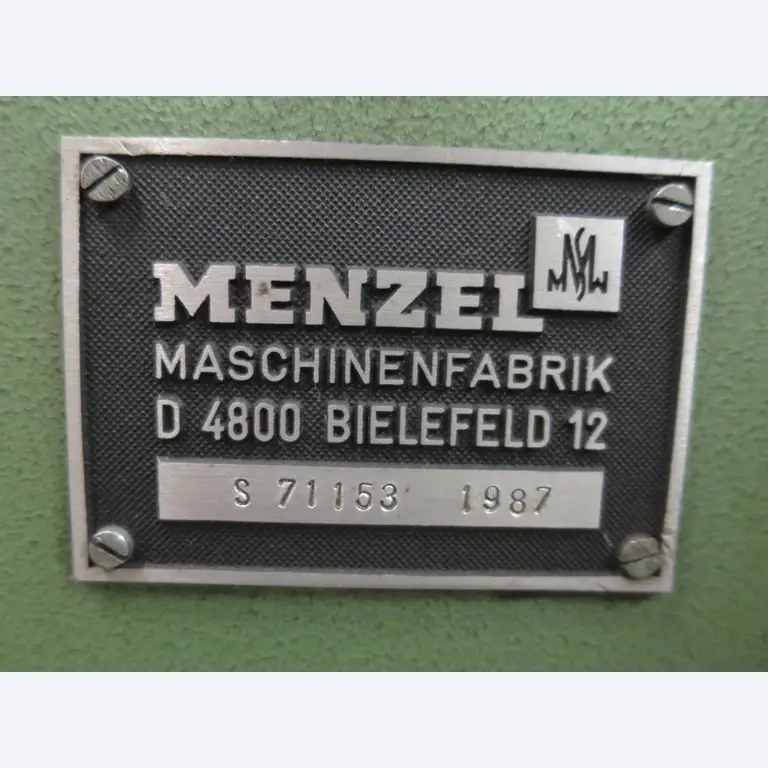 MENZEL
MASCHINENFABRIK
D 4800 BIELEFELD 12
S 71153 1987